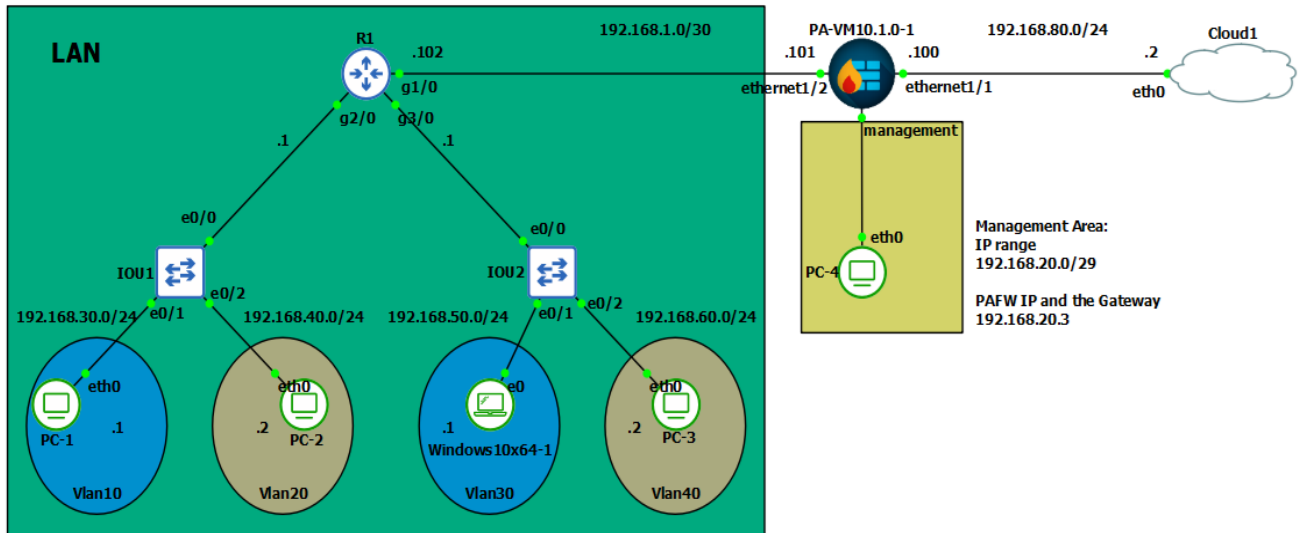 LAN
R1
.102
192.168.1.0/30
PA-VM10.1.0-1
192.168.80.0/24
Cloud1
.101
.100
.2
g1/0
ethernet1/2
ethernet1/1
eth0
g2/0
g3/0
.1
.1
management
e0/0
e0/0
IOU1
IOU2
eth0
PC-4
Management Area:
IP range
192.168.20.0/29
PAFW IP and the Gateway
192.168.20.3
e0/2
e0/1
e0/1
e0/2
192.168.30.0/24
192.168.40.0/24
192.168.50.0/24
192.168.60.0/24
eth0
eth0
e0
eth0
PC-1
.1
.2
PC-2
.1
Windows10x64-1
.2
PC-3
Vlan10
Vlan20
Vlan30
Vlan40